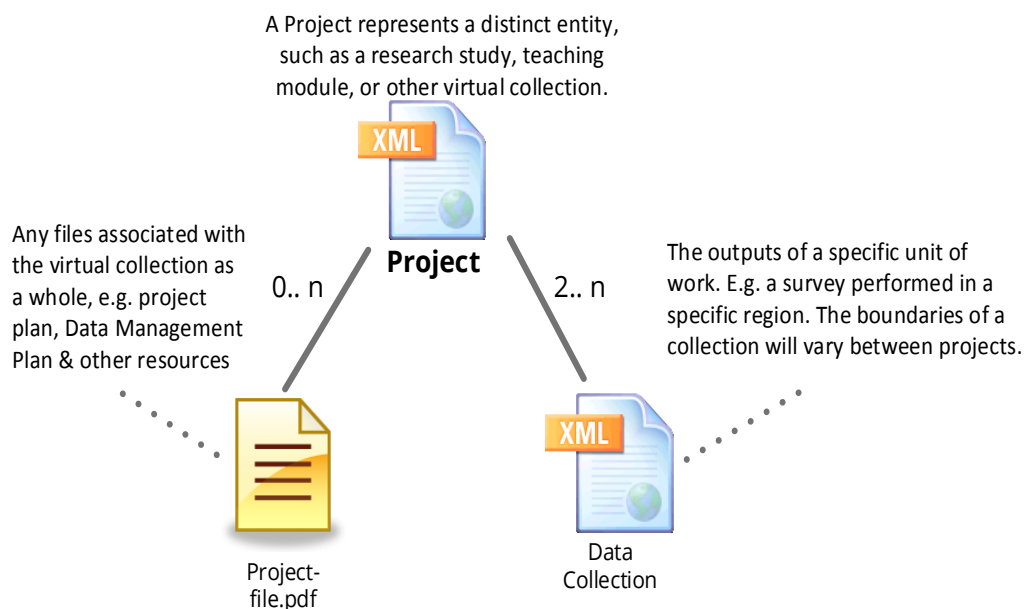 A Project represents a distinct entity,
such as a research study, teaching
module, or other virtual collection.
XML
Project
Any files associated with
the virtual collection as
a whole, e.g. project
plan, Data Management
Plan & other resources
0.. n
2.. n
The outputs of a specific unit of
work. E.g. a survey performed in a
specific region. The boundaries of a
collection will vary between projects.
XML
Project-
file.pdf
Data
Collection